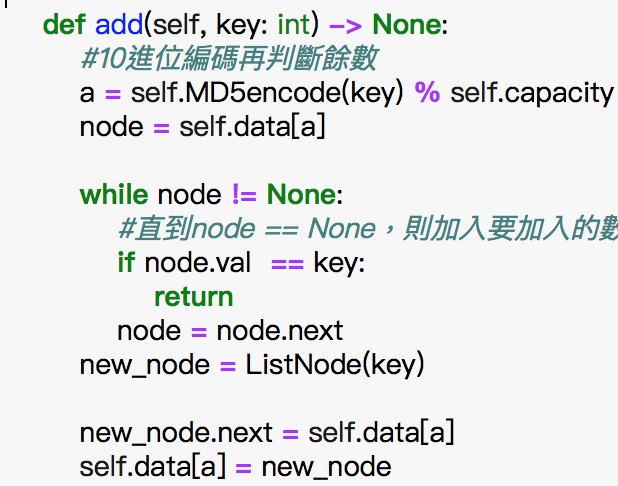 def add(self, key: int) -> None:
#10進位編碼再判斷餘數
a = self.MD5encode(key) % self.capacity
node = self.data[a]
while node != None:
#直到node == None，則加入要加入的數
if node.val == key:
return
node = node.next
new_node = ListNode(key)
new_node.next = self.data[a]
self.data[a] = new_node